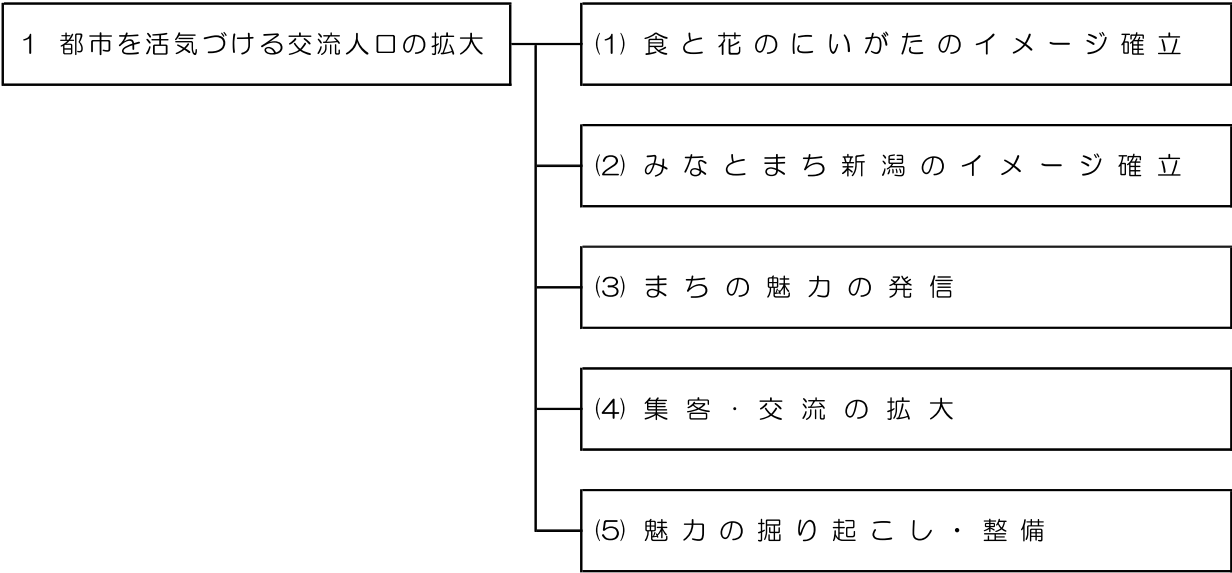 1 都市を活気づける交流人口の拡大
(1) 食と花のにいがたのイメージ確立
(2) みなとまち新潟のイメージ確立
(3) まちの魅力の発信
(4) 集客・交流の拡大
(5) 魅力の掘り起こし・整備